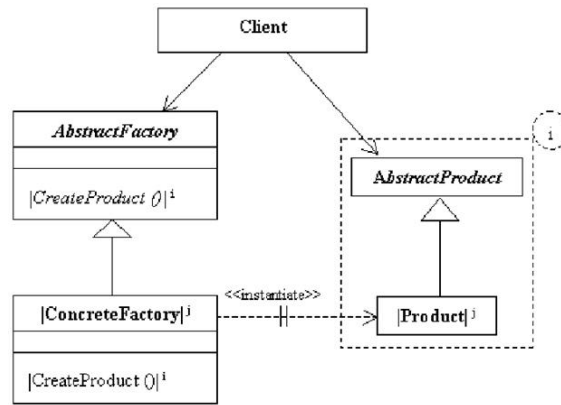 Client
AbstractFactory
|CreateProduct ()|i
i
AbstractProduct
<<instantiate>>
|ConcreteFactory|j
|Product|j
|CreateProduct ()|i